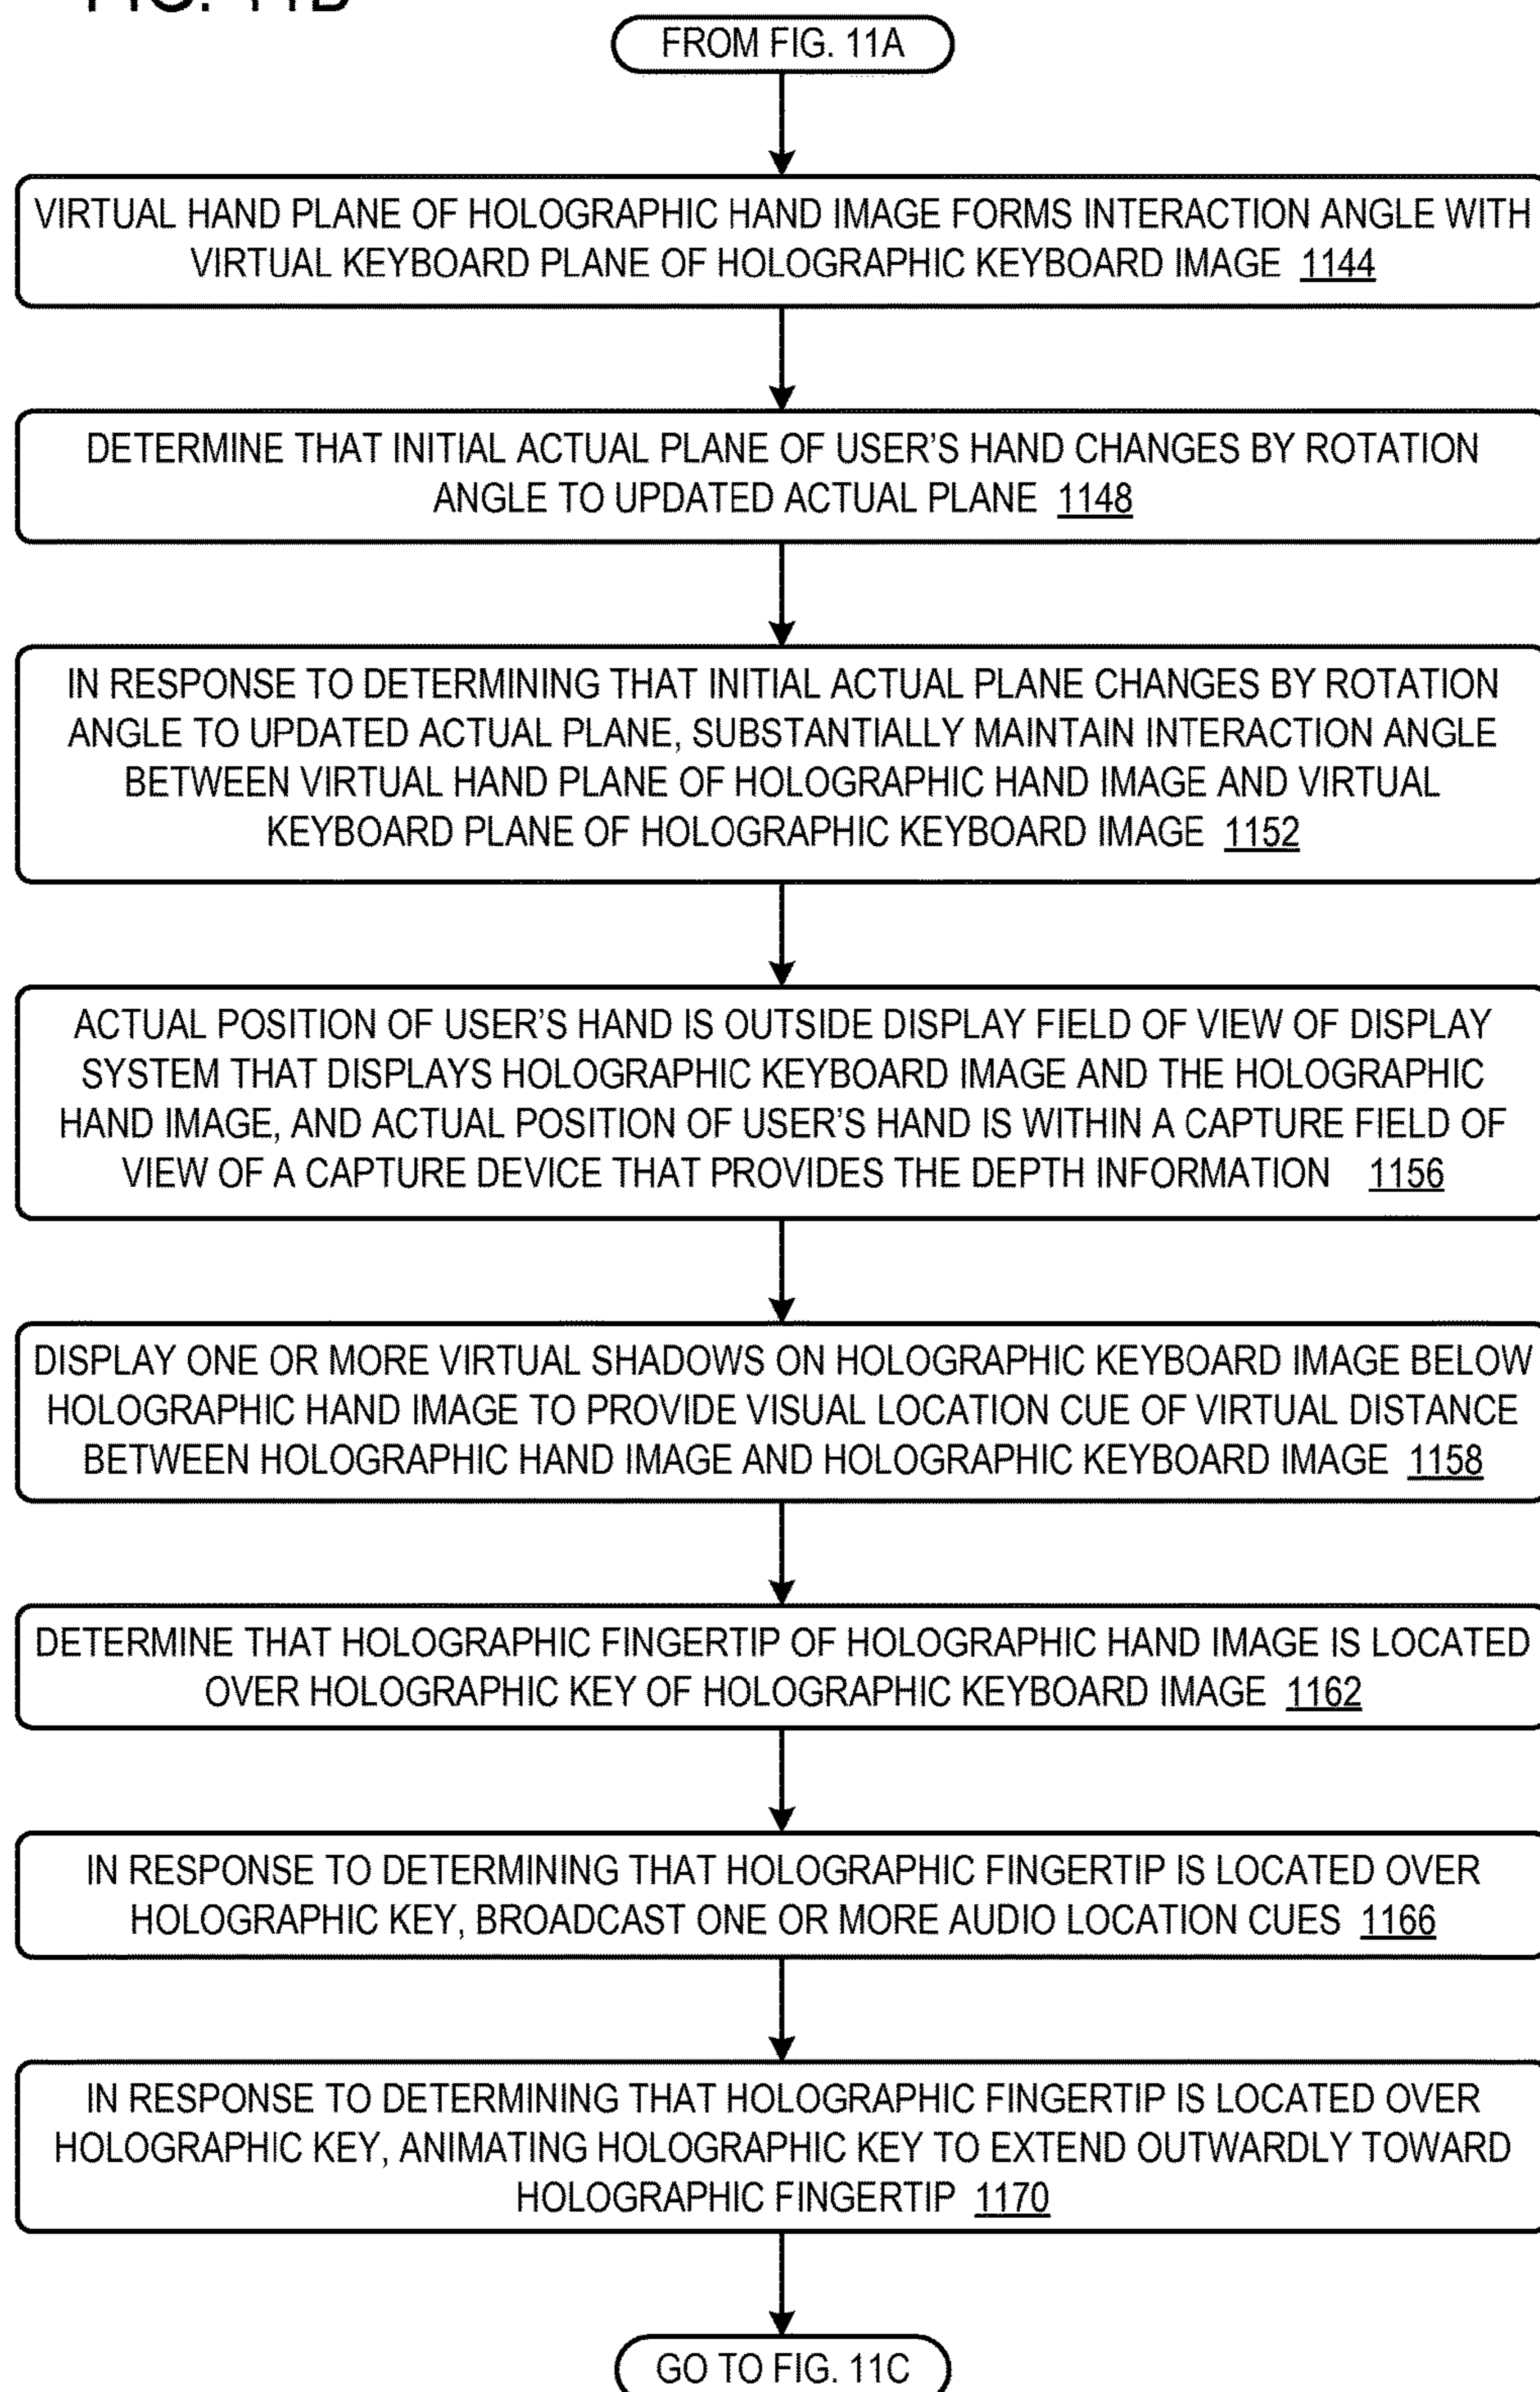 FIG. 11B
FROM FIG. 11A
VIRTUAL HAND PLANE OF HOLOGRAPHIC HAND IMAGE FORMS INTERACTION ANGLE WITH
VIRTUAL KEYBOARD PLANE OF HOLOGRAPHIC KEYBOARD IMAGE 1144
DETERMINE THAT INITIAL ACTUAL PLANE OF USER'S HAND CHANGES BY ROTATION
ANGLE TO UPDATED ACTUAL PLANE 1148
IN RESPONSE TO DETERMINING THAT INITIAL ACTUAL PLANE CHANGES BY ROTATION
ANGLE TO UPDATED ACTUAL PLANE, SUBSTANTIALLY MAINTAIN INTERACTION ANGLE
BETWEEN VIRTUAL HAND PLANE OF HOLOGRAPHIC HAND IMAGE AND VIRTUAL
KEYBOARD PLANE OF HOLOGRAPHIC KEYBOARD IMAGE 1152
ACTUAL POSITION OF USER'S HAND IS OUTSIDE DISPLAY FIELD OF VIEW OF DISPLAY
SYSTEM THAT DISPLAYS HOLOGRAPHIC KEYBOARD IMAGE AND THE HOLOGRAPHIC
HAND IMAGE, AND ACTUAL POSITION OF USER'S HAND IS WITHIN A CAPTURE FIELD OF
VIEW OF A CAPTURE DEVICE THAT PROVIDES THE DEPTH INFORMATION 1156
DISPLAY ONE OR MORE VIRTUAL SHADOWS ON HOLOGRAPHIC KEYBOARD IMAGE BELOW
HOLOGRAPHIC HAND IMAGE TO PROVIDE VISUAL LOCATION CUE OF VIRTUAL DISTANCE
BETWEEN HOLOGRAPHIC HAND IMAGE AND HOLOGRAPHIC KEYBOARD IMAGE 1158
DETERMINE THAT HOLOGRAPHIC FINGERTIP OF HOLOGRAPHIC HAND IMAGE IS LOCATED
OVER HOLOGRAPHIC KEY OF HOLOGRAPHIC KEYBOARD IMAGE 1162
IN RESPONSE TO DETERMINING THAT HOLOGRAPHIC FINGERTIP IS LOCATED OVER
HOLOGRAPHIC KEY, BROADCAST ONE OR MORE AUDIO LOCATION CUES 1166
IN RESPONSE TO DETERMINING THAT HOLOGRAPHIC FINGERTIP IS LOCATED OVER
HOLOGRAPHIC KEY, ANIMATING HOLOGRAPHIC KEY TO EXTEND OUTWARDLY TOWARD
HOLOGRAPHIC FINGERTIP 1170
GO TO FIG. 11C